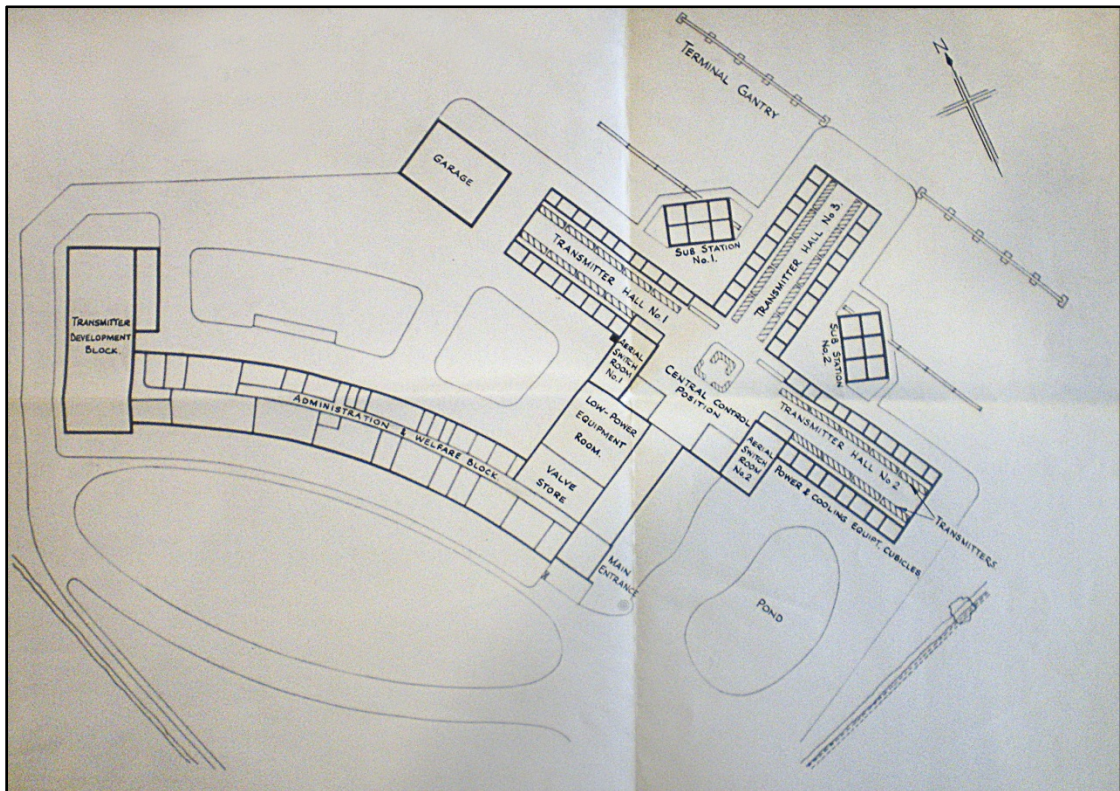 N
TERMINAL GANTRY
GARAGE
TRANSMITTER HALL No.1
SUB STATION
No.1.
TRANSMITTER HALL No 3.
TRANSMITTER
DEVELOPMENT
BLOCK.
AERIAL
SWITCH
ROOM
No.1
SUB STATION
No.2
CENTRAL CONTROL
POSITION
ADMINISTRATION & WELFARE BLOCK
LOW-POWER
EQUIPMENT
ROOM.
VALVE
STORE
AERIAL
SWITCH
ROOM
No.2
TRANSMITTER HALL No 2
POWER & COOLING EQUIPT. CUBICLES
TRANSMITTERS
MAIN
ENTRANCE
POND